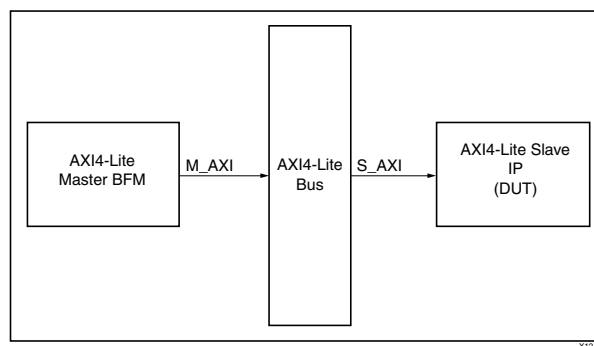 AXI4-Lite
Master BFM
M_AXI
AXI4-Lite
Bus
S_AXI
AXI4-Lite Slave
IP
(DUT)